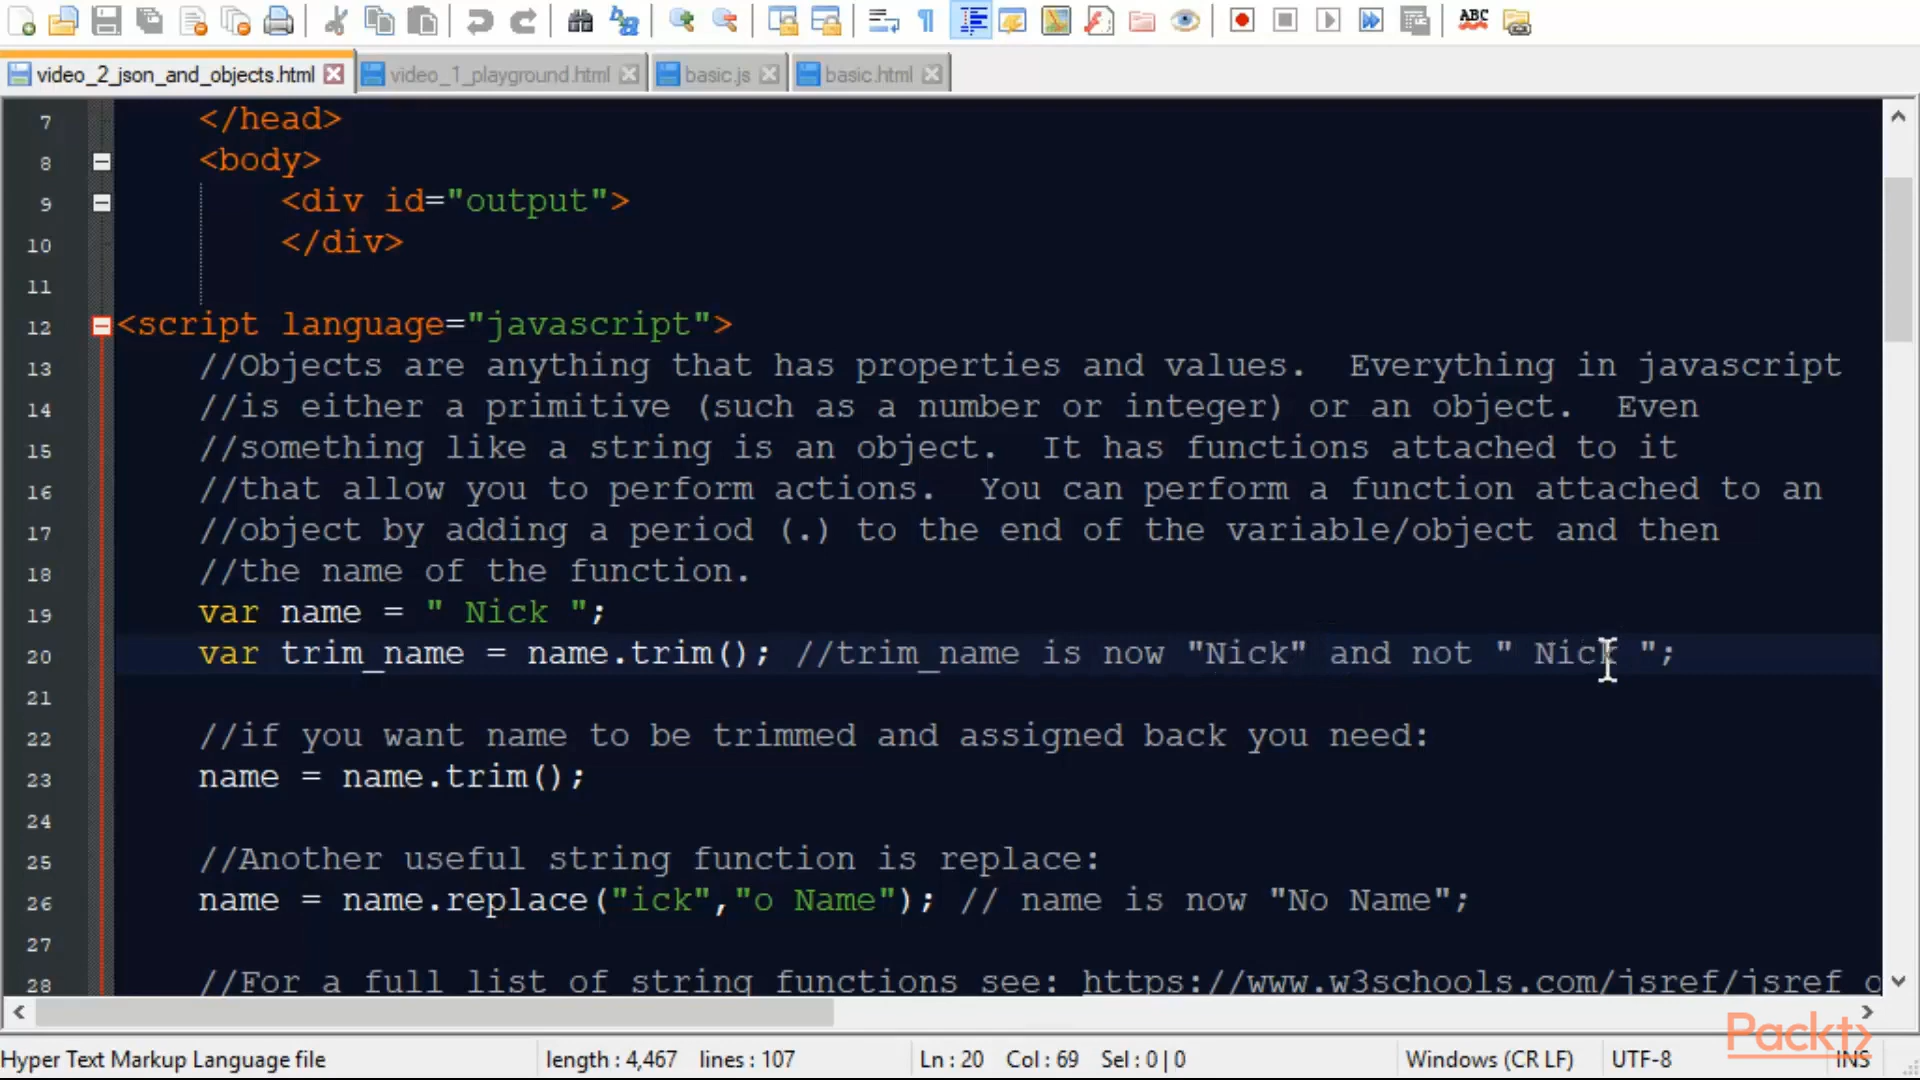 video_2_json_and_objects.html video_1_playground.html basic.js basic.html
7 </head>
8 <body>
9 <div id="output">
10 </div>
11
12 <script language="javascript">
13 //Objects are anything that has properties and values.  Everything in javascript
14 //is either a primitive (such as a number or integer) or an object.  Even
15 //something like a string is an object.  It has functions attached to it
16 //that allow you to perform actions.  You can perform a function attached to an
17 //object by adding a period (.) to the end of the variable/object and then
18 //the name of the function.
19 var name = " Nick ";
20 var trim_name = name.trim(); //trim_name is now "Nick" and not " Nick ";
21
22 //if you want name to be trimmed and assigned back you need:
23 name = name.trim();
24
25 //Another useful string function is replace:
26 name = name.replace("ick","o Name"); // name is now "No Name";
27
28 //For a full list of string functions see: https://www.w3schools.com/jsref/jsref_o
Packt>
Hyper Text Markup Language file length : 4,467 lines : 107 Ln : 20 Col : 69 Sel : 0 | 0 Windows (CR LF) UTF-8 INS
ABC